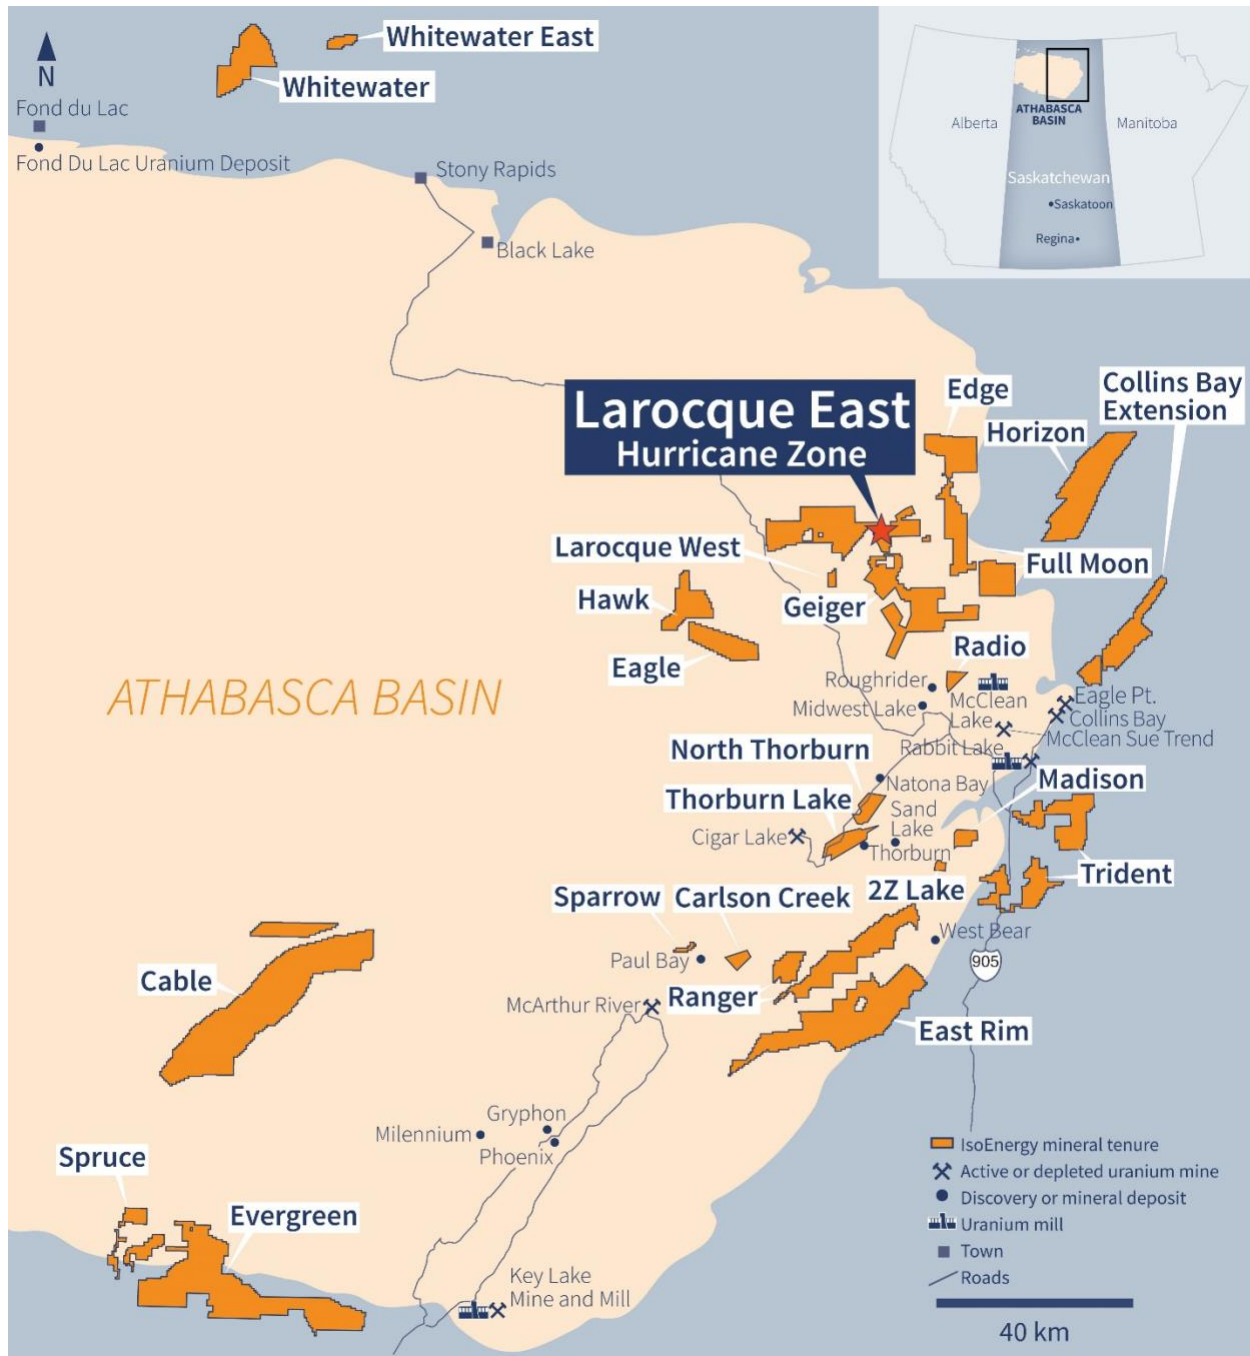 Whitewater East
Whitewater
N
Fond du Lac
Fond Du Lac Uranium Deposit
Stony Rapids
Black Lake
ATHABASCA
BASIN
Alberta
Manitoba
Saskatchewan
Saskatoon
Regina
Larocque East
Hurricane Zone
Edge
Horizon
Collins Bay
Extension
Larocque West
Hawk
Eagle
Geiger
Full Moon
Radio
ATHABASCA BASIN
Roughrider
Midwest Lake
McClean
Lake
Eagle Pt.
Collins Bay
McClean Sue Trend
Rabbit Lake
North Thorburn
Natona Bay
Madison
Thorburn Lake
Sand
Lake
Cigar Lake
Thorburn
Trident
Sparrow
Carlson Creek
2Z Lake
West Bear
Paul Bay
905
Cable
Ranger
McArthur River
East Rim
Gryphon
Milennium
Phoenix
Spruce
Evergreen
Key Lake
Mine and Mill
IsoEnergy mineral tenure
Active or depleted uranium mine
Discovery or mineral deposit
Uranium mill
Town
Roads
40 km